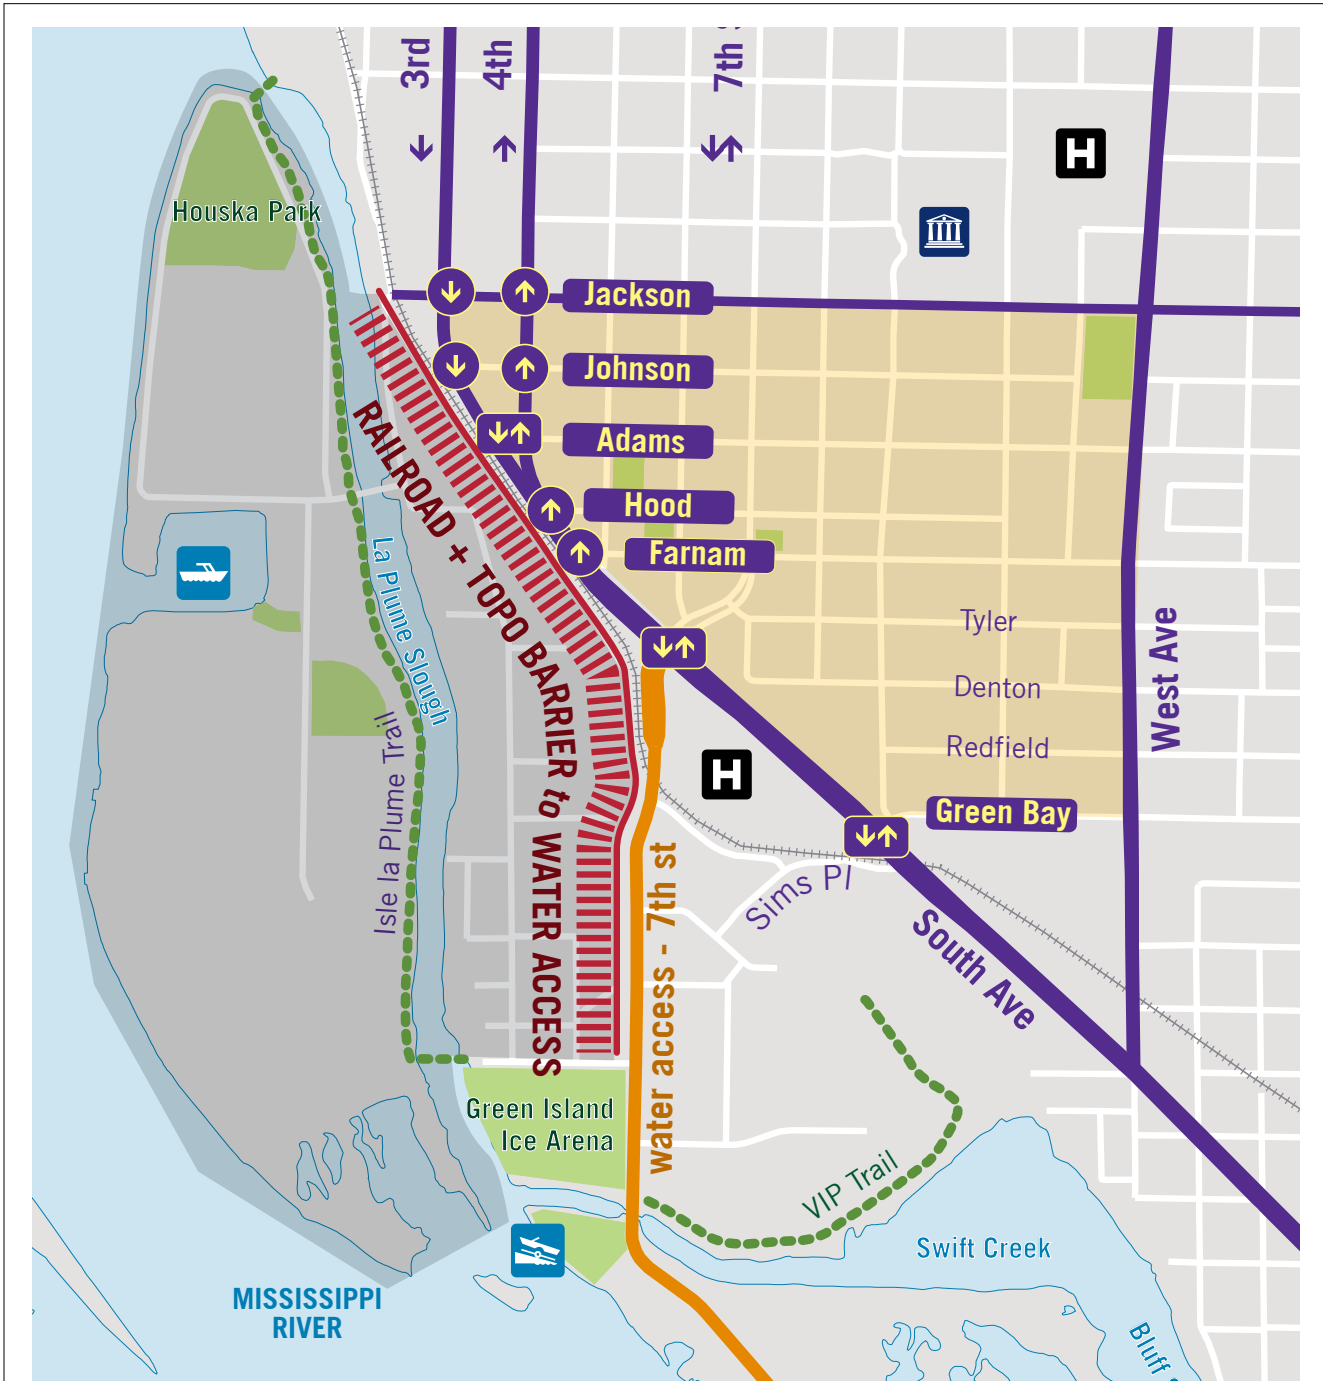 3rd
4th
7th
H
Houska Park
Jackson
Johnson
Adams
Hood
Farnam
RAILROAD + TOPO BARRIER to WATER ACCESS
La Plume Slough
Isle la Plume Trail
Tyler
Denton
Redfield
West Ave
H
Green Bay
Sims Pl
South Ave
water access - 7th st
Green Island
Ice Arena
VIP Trail
Swift Creek
MISSISSIPPI
RIVER
Bluff